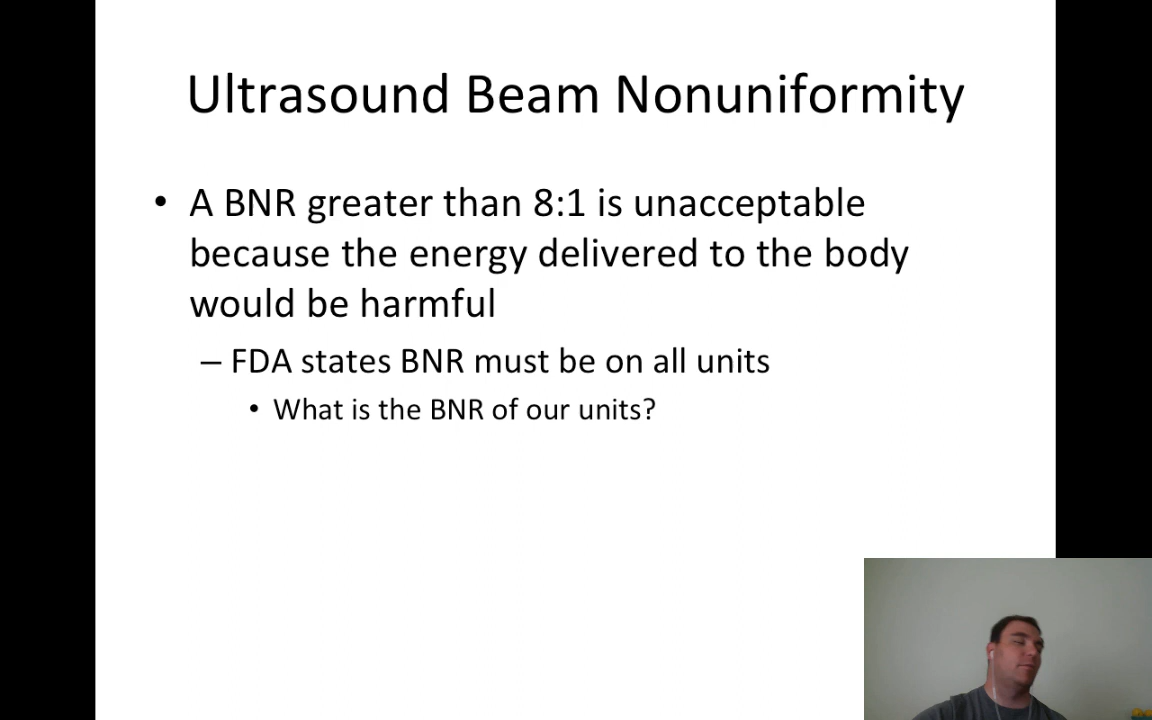 Ultrasound Beam Nonuniformity
• A BNR greater than 8:1 is unacceptable
because the energy delivered to the body
would be harmful
– FDA states BNR must be on all units
• What is the BNR of our units?